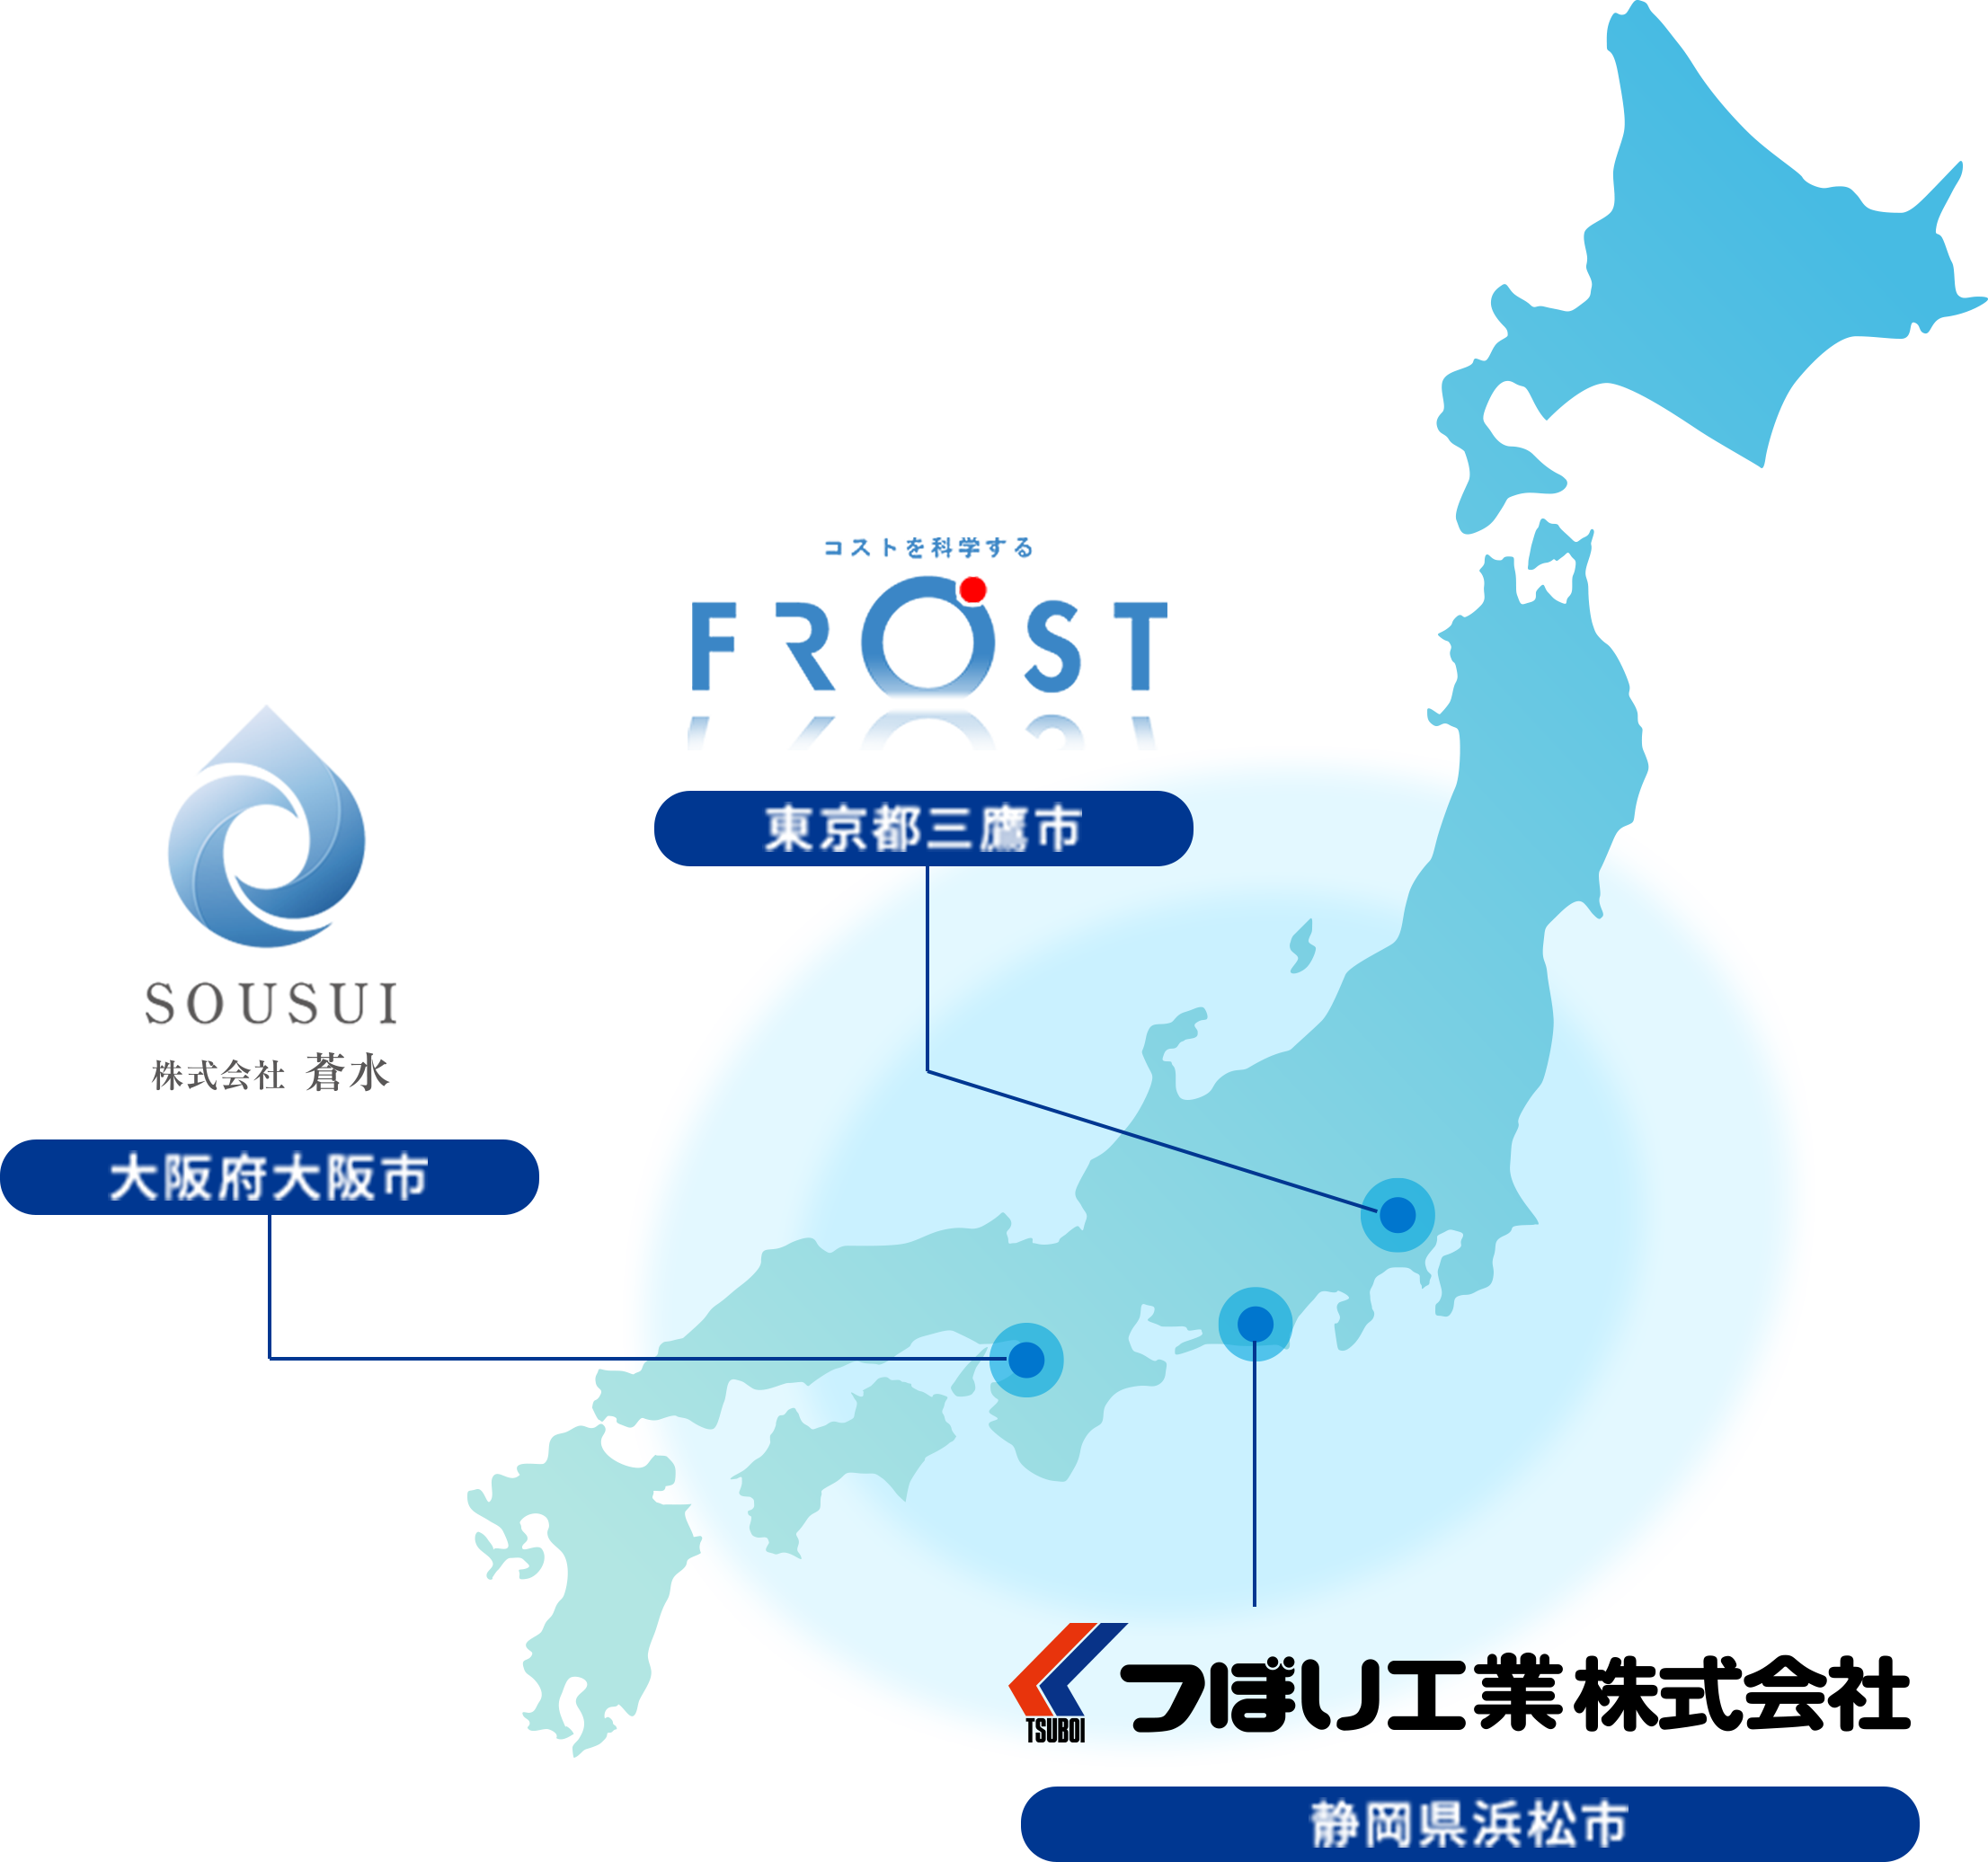 コストを科学する
FROST
東京都三鷹市
SOUSUI
株式会社 蒼水
大阪府大阪市
つぼい工業株式会社
TSUBOI
静岡県浜松市